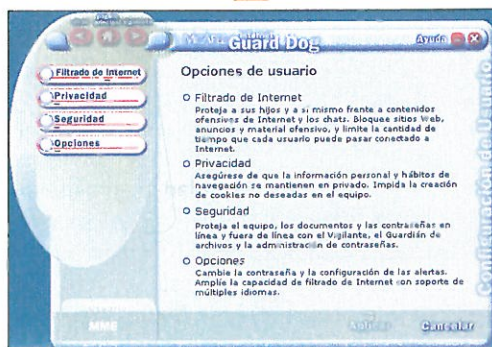 Guard Dog
Ayuda
Filtrado de Internet
Privacidad
Seguridad
Opciones
Opciones de usuario
Filtrado de Internet
Proteja a sus hijos y a sí mismo frente a contenidos
ofensivos de Internet y los chats. Bloquee sitios Web,
anuncios y material ofensivo, y limite la cantidad de
tiempo que cada usuario puede pasar conectado a
Internet.
Privacidad
Asegúrese de que la información personal y hábitos de
navegación se mantienen en privado. Impida la creación
de cookies no deseadas en el equipo.
Seguridad
Proteja el equipo, los documentos y las contraseñas en
línea y fuera de línea con el Vigilante, el Guardián de
archivos y la administración de contraseñas.
Opciones
Cambie la contraseña y la configuración de las alertas.
Amplíe la capacidad de filtrado de Internet con soporte de
múltiples idiomas.
Configuración de Usuario
MME
Aplicar
Cancelar